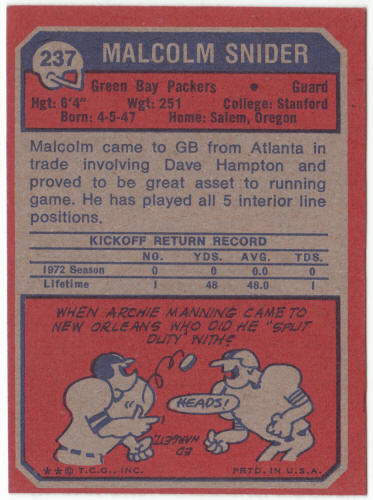 237
MALCOLM SNIDER
Green Bay Packers • Guard
Hgt: 6'4" Wgt: 251 College: Stanford
Born: 4-5-47 Home: Salem, Oregon
Malcolm came to GB from Atlanta in
trade involving Dave Hampton and
proved to be great asset to running
game. He has played all 5 interior line
positions.
KICKOFF RETURN RECORD
NO. YDS. AVG. TDS.
1972 Season 0 0 0.0 0
Lifetime 1 48 48.0 1
WHEN ARCHIE MANNING CAME TO
NEW ORLEANS WHO DID HE "SPLIT
DUTY" WITH?
HEADS!
ED
HARGETT
**© T.C.G., INC. PRTD. IN U.S.A.